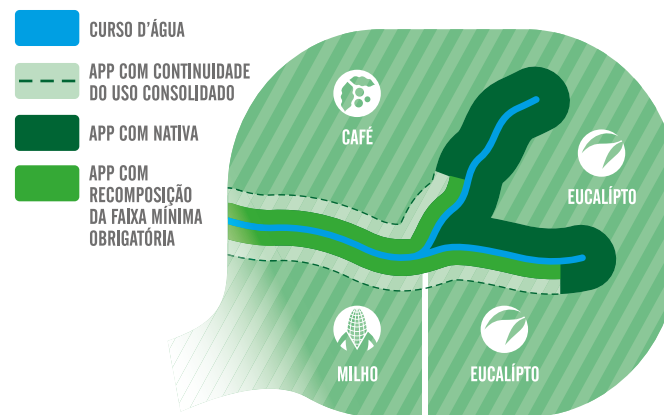 CURSO D'ÁGUA
APP COM CONTINUIDADE
DO USO CONSOLIDADO
APP COM NATIVA
APP COM
RECOMPOSIÇÃO
DA FAIXA MÍNIMA
OBRIGATÓRIA
CAFÉ
EUCALÍPTO
MILHO
EUCALÍPTO